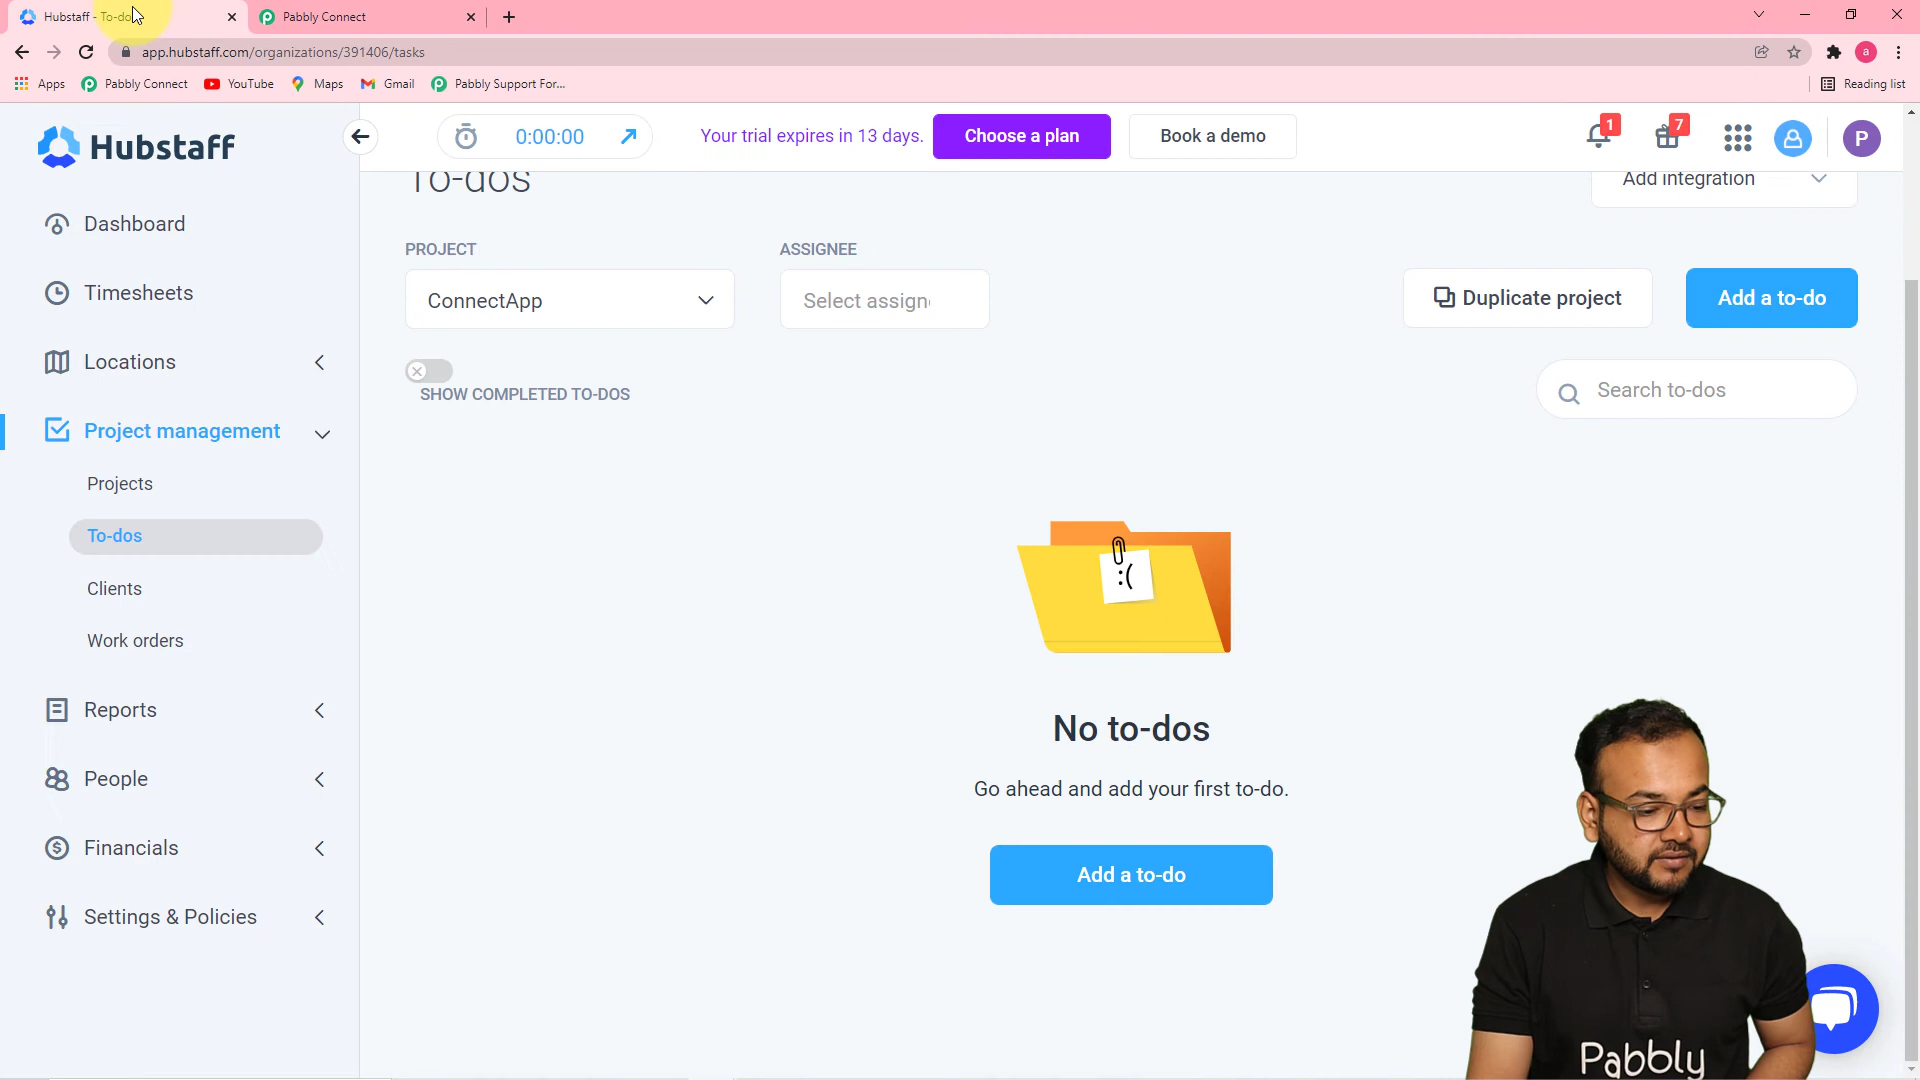 Hubstaff - To-do
Pabbly Connect
app.hubstaff.com/organizations/391406/tasks
a
Apps
Pabbly Connect
YouTube
Maps
Gmail
Pabbly Support For...
Reading list
Hubstaff
0:00:00
Your trial expires in 13 days.
Choose a plan
Book a demo
1
7
P
To-dos
Add integration
Dashboard
Timesheets
Locations
Project management
Projects
To-dos
Clients
Work orders
Reports
People
Financials
Settings & Policies
PROJECT
ASSIGNEE
ConnectApp
Select assign
Duplicate project
Add a to-do
SHOW COMPLETED TO-DOS
Search to-dos
:(
No to-dos
Go ahead and add your first to-do.
Add a to-do
Pabbly